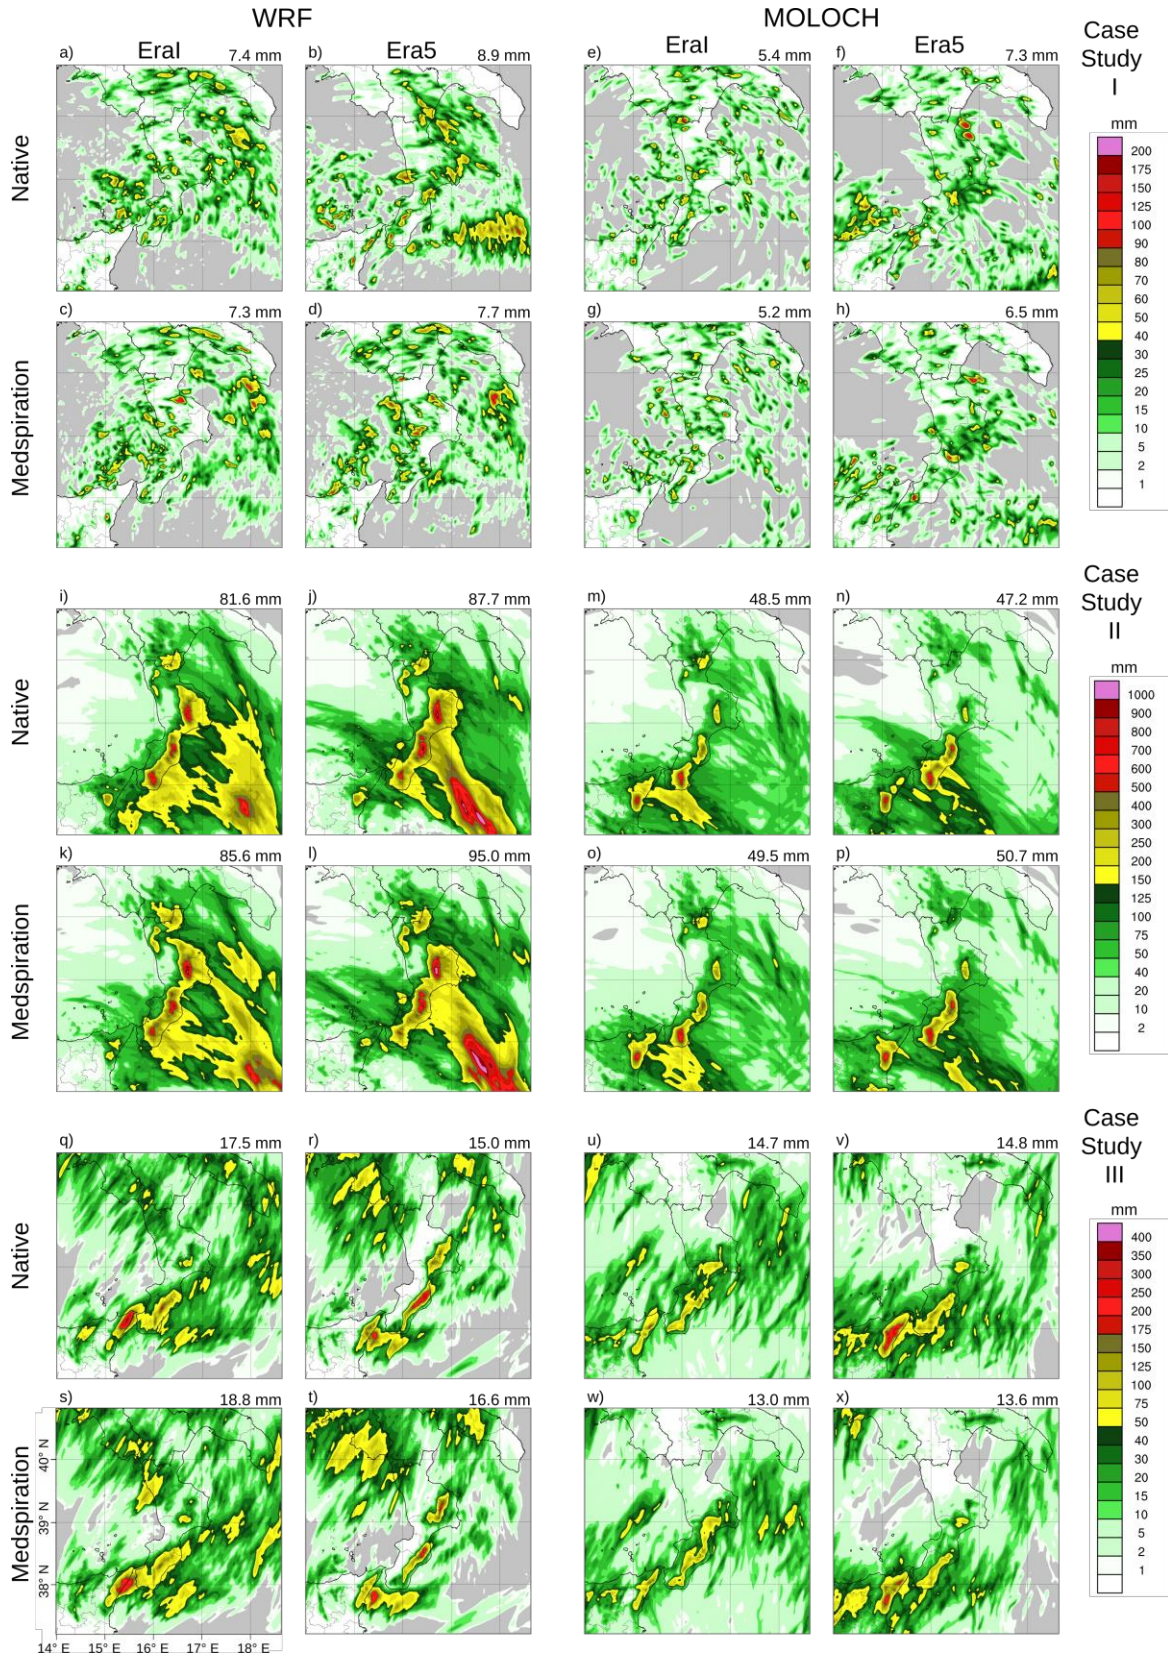 WRF
MOLOCH
EraI
Era5
EraI
Era5
Case
Study
I
a)
7.4 mm
b)
8.9 mm
e)
5.4 mm
f)
7.3 mm
Native
mm
200
175
150
125
100
90
80
70
60
50
40
30
25
20
15
10
5
2
1
c)
7.3 mm
d)
7.7 mm
g)
5.2 mm
h)
6.5 mm
Medspiration
Case
Study
II
i)
81.6 mm
j)
87.7 mm
m)
48.5 mm
n)
47.2 mm
Native
mm
1000
900
800
700
600
500
400
300
250
200
150
125
100
75
50
40
20
10
2
k)
85.6 mm
l)
95.0 mm
o)
49.5 mm
p)
50.7 mm
Medspiration
Case
Study
III
q)
17.5 mm
r)
15.0 mm
u)
14.7 mm
v)
14.8 mm
Native
mm
400
350
300
250
200
175
150
125
100
75
50
40
30
20
15
10
5
2
1
s)
18.8 mm
t)
16.6 mm
w)
13.0 mm
x)
13.6 mm
Medspiration
40° N
39° N
38° N
14° E
15° E
16° E
17° E
18° E